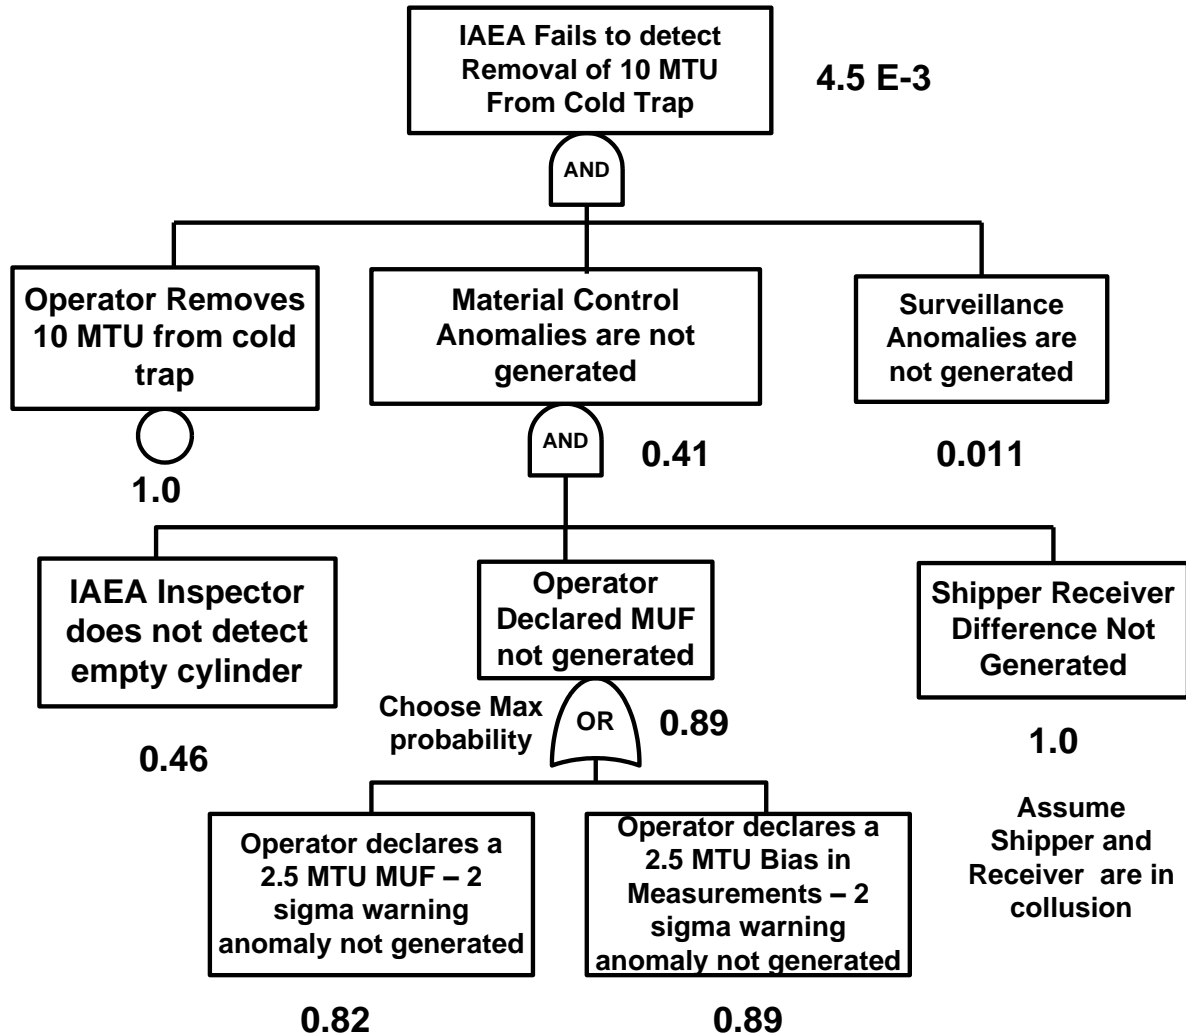 IAEA Fails to detect
Removal of 10 MTU
From Cold Trap
4.5 E-3
AND
Operator Removes
10 MTU from cold
trap
1.0
Material Control
Anomalies are not
generated
AND
0.41
Surveillance
Anomalies are
not generated
0.011
IAEA Inspector
does not detect
empty cylinder
0.46
Operator
Declared MUF
not generated
Choose Max
probability
OR
0.89
Shipper Receiver
Difference Not
Generated
1.0
Assume
Shipper and
Receiver are in
collusion
Operator declares a
2.5 MTU MUF – 2
sigma warning
anomaly not generated
0.82
Operator declares a
2.5 MTU Bias in
Measurements – 2
sigma warning
anomaly not generated
0.89